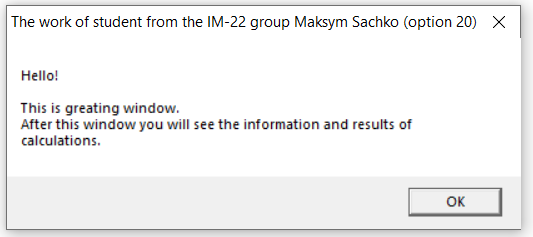 The work of student from the IM-22 group Maksym Sachko (option 20)
Hello!
This is greating window.
After this window you will see the information and results of
calculations.
OK